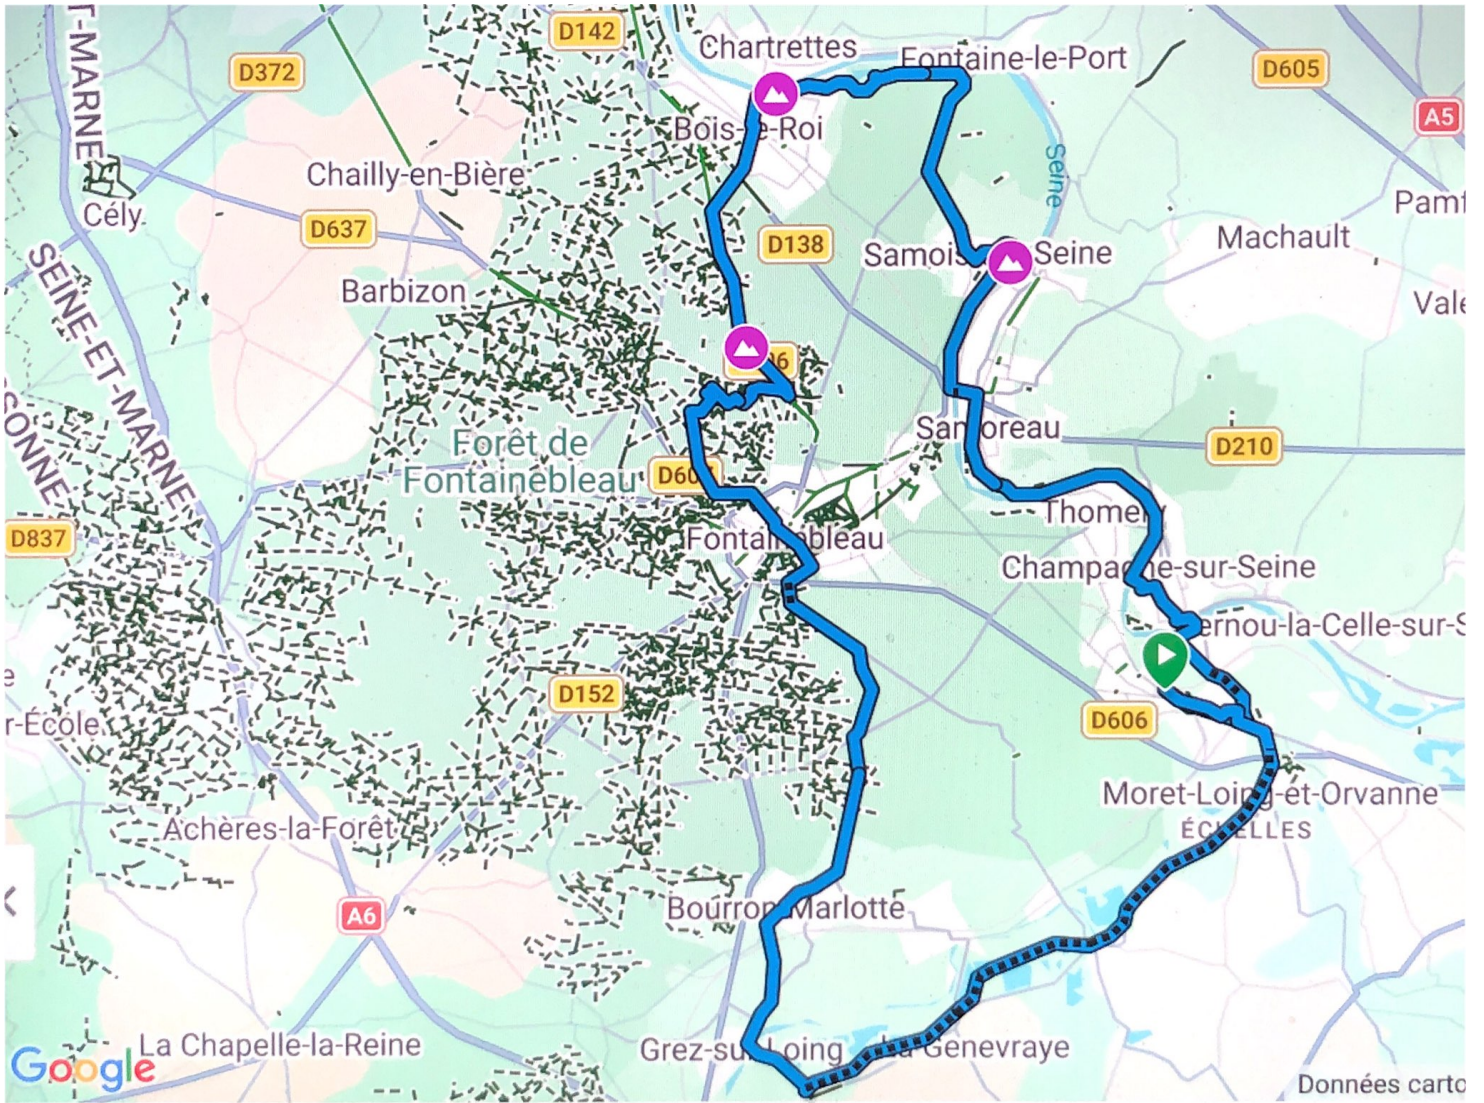 T-MARNE
D142
Chartrettes
Fontaine-le-Port
D372
D605
A5
Bois-le-Roi
Chailly-en-Bière
Seine
Cély
D637
D138
Samois
Seine
Machault
SEINE-ET-MARNE
Barbizon
SONNE
Forêt de
Fontainebleau
Samoreau
D210
D837
Thomery
Fontainebleau
Champagne-sur-Seine
ernou-la-Celle-sur-S
D152
r-École
D606
Moret-Loing-et-Orvanne
ÉCUELLES
Achères-la-Forêt
A6
Bourron-Marlotte
La Chapelle-la-Reine
Grez-sur-Loing
La Genevraye
Google
Données carto